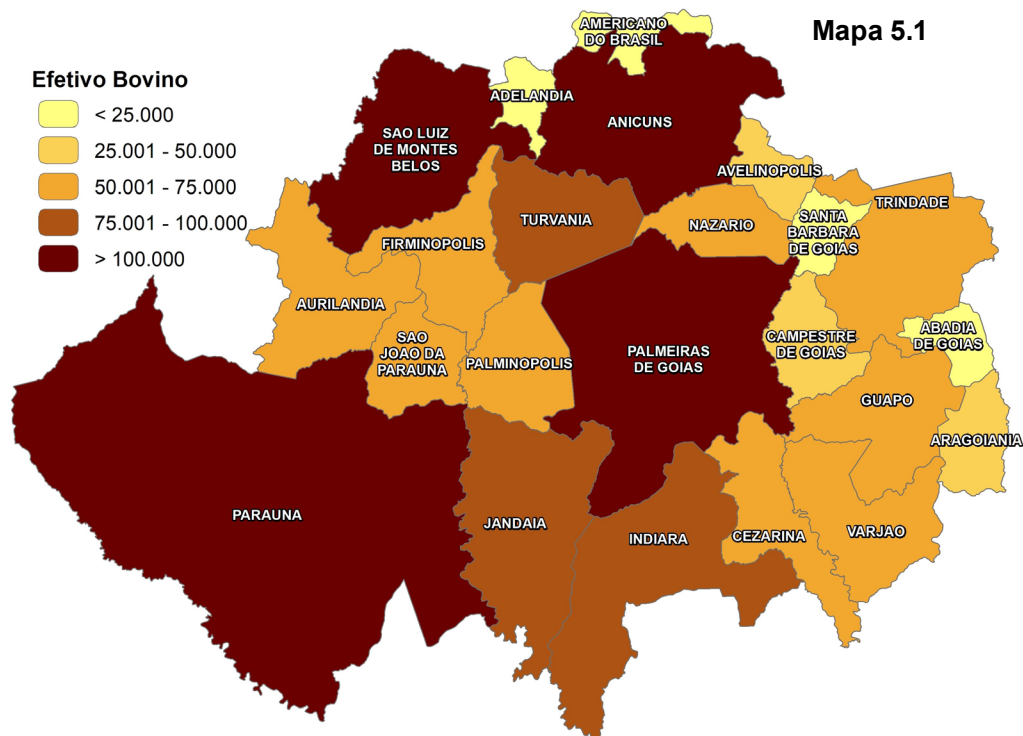 Mapa 5.1
Efetivo Bovino
< 25.000
25.001 - 50.000
50.001 - 75.000
75.001 - 100.000
> 100.000
AMERICANO
DO BRASIL
ADELANDIA
ANICUNS
SAO LUIZ
DE MONTES
BELOS
AVELINOPOLIS
TRINDADE
TURVANIA
NAZARIO
SANTA
BARBARA
DE GOIAS
FIRMINOPOLIS
AURILANDIA
SAO
JOAO DA
PARAUNA
PALMINOPOLIS
PALMEIRAS
DE GOIAS
CAMPESTRE
DE GOIAS
ABADIA
DE GOIAS
GUAPO
ARAGOIANIA
PARAUNA
JANDAIA
INDIARA
CEZARINA
VARJAO